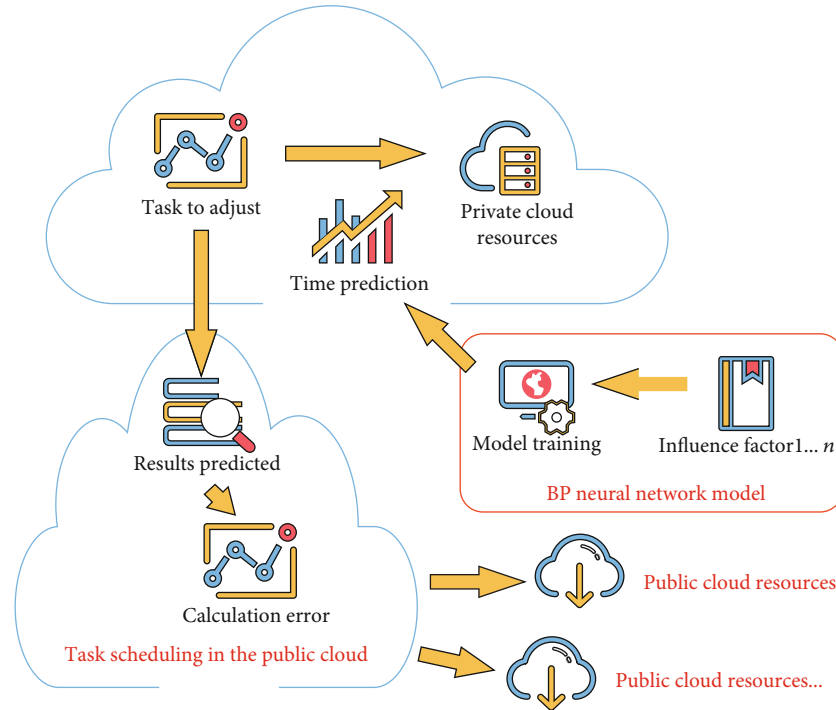 Task to adjust
Private cloud
resources
Time prediction
Results predicted
Model training
Influence factor1... n
BP neural network model
Calculation error
Task scheduling in the public cloud
Public cloud resources
Public cloud resources...